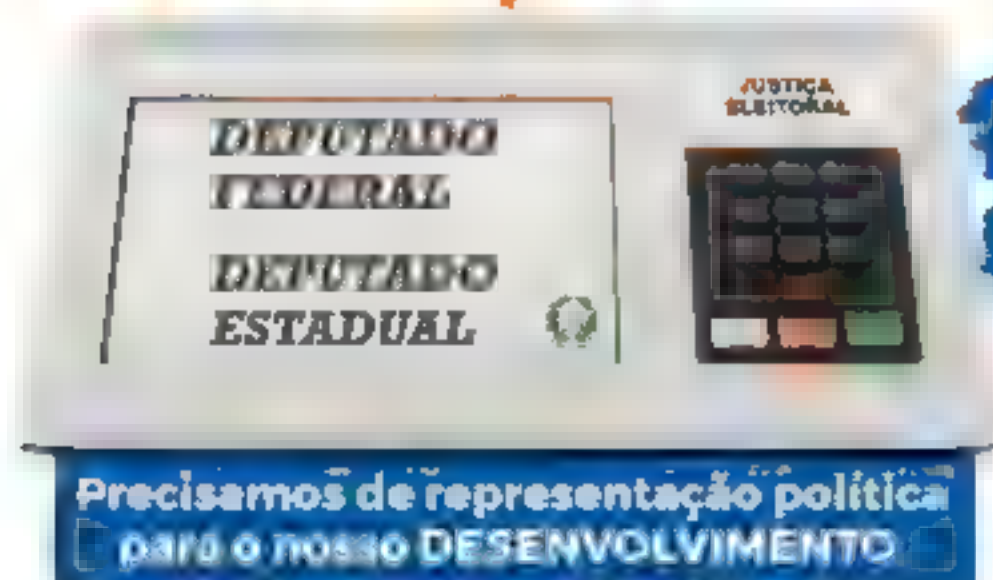 JUSTIÇA
ELEITORAL
DEPUTADO
FEDERAL
DEPUTADO
ESTADUAL
Precisamos de representação política
para o nosso DESENVOLVIMENTO